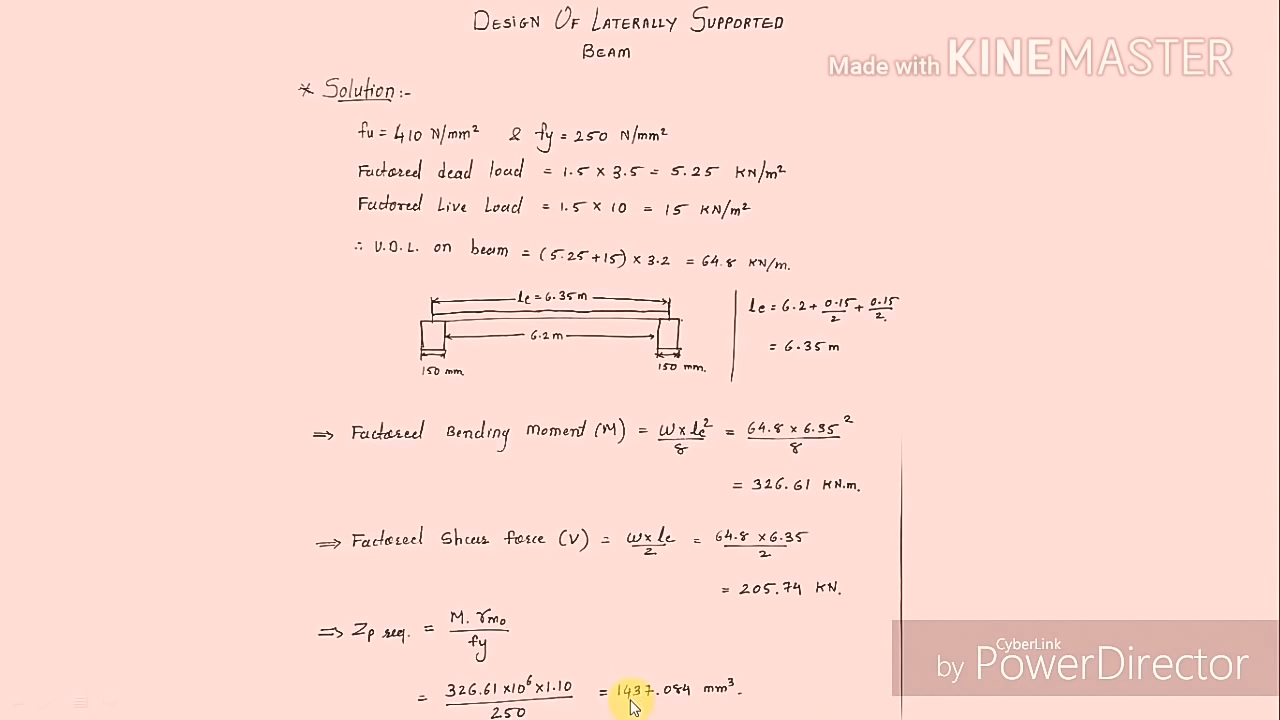 DESIGN OF LATERALLY SUPPORTED
BEAM
Made with KINEMASTER
* Solution:-
fu = 410 N/mm² & fy = 250 N/mm²
Factored dead load = 1.5 × 3.5 = 5.25 KN/m²
Factored Live Load = 1.5 × 10 = 15 KN/m²
∴ U.D.L. on beam = (5.25+15) × 3.2 = 64.8 KN/m.
le = 6.35 m
6.2 m
150 mm.
150 mm.
le = 6.2 + 0.15/2 + 0.15/2.
= 6.35 m
⇒ Factored Bending Moment (M) = w×le²/8 = 64.8 × 6.35²/8
= 326.61 KN.m.
⇒ Factored Shear force (V) = w×le/2 = 64.8 × 6.35/2
= 205.74 KN.
⇒ Zp req. = M. γmo/fy
= 326.61 ×10⁶ ×1.10/250 = 1437.084 mm³.
CyberLink
by PowerDirector